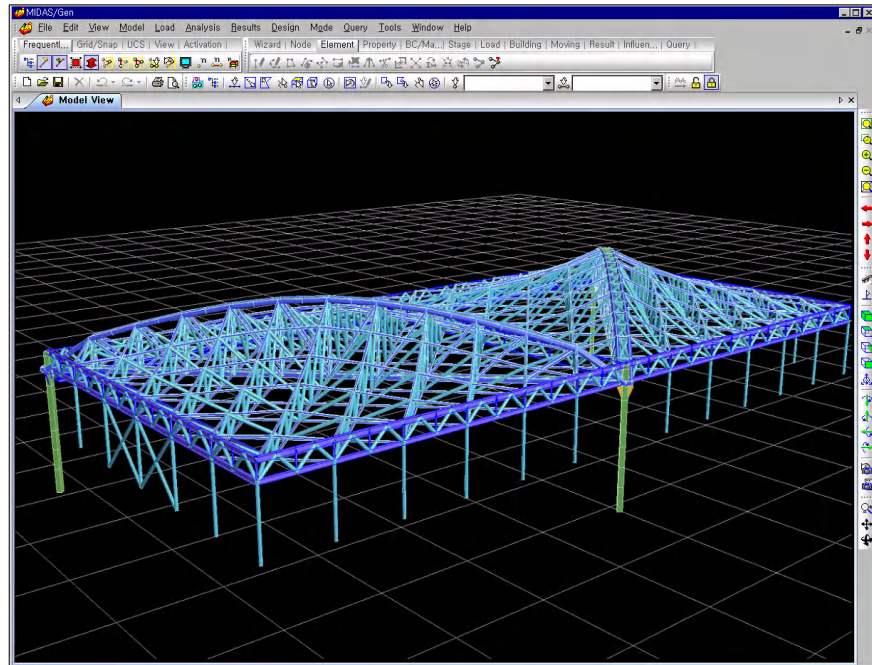 MIDAS/Gen
File Edit View Model Load Analysis Results Design Mode Query Tools Window Help
Frequentl... Grid/Snap | UCS | View | Activation | Wizard | Node Element Property | BC/Ma... | Stage | Load | Building | Moving | Result | Influen... | Query |
Model View